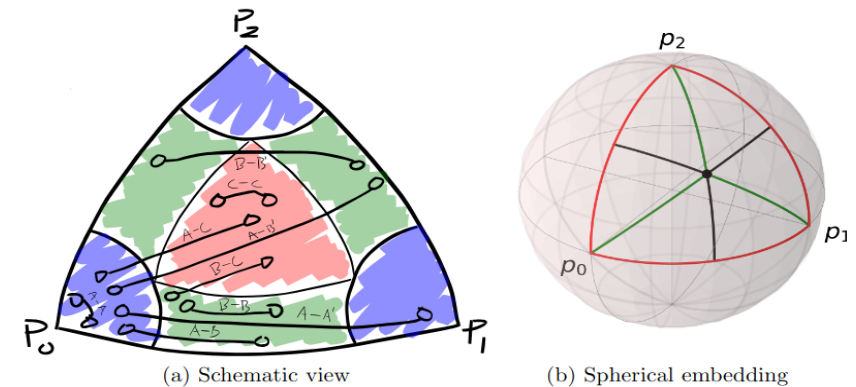 P₂
B-B'
C-C
A-C
A-B'
B-C
B-B
A-A'
A-B
P₀
P₁
(a) Schematic view
p₂
p₁
p₀
(b) Spherical embedding